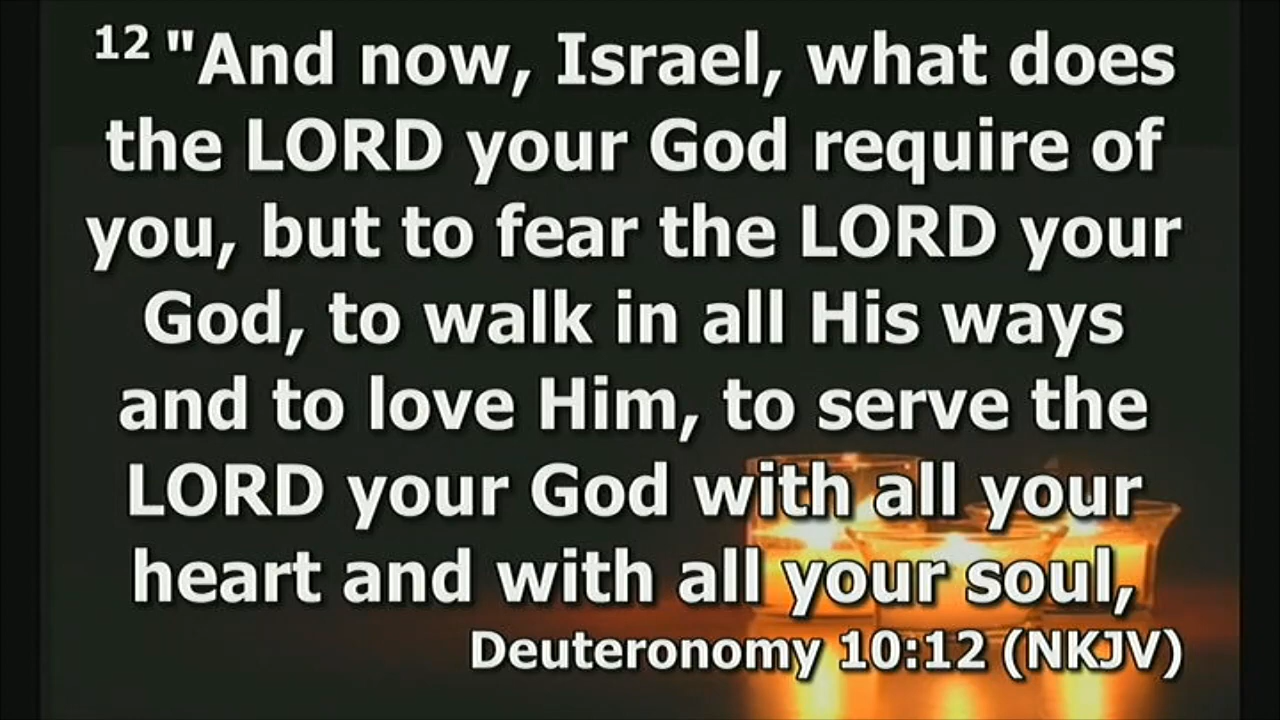 12 "And now, Israel, what does
the LORD your God require of
you, but to fear the LORD your
God, to walk in all His ways
and to love Him, to serve the
LORD your God with all your
heart and with all your soul,
Deuteronomy 10:12 (NKJV)